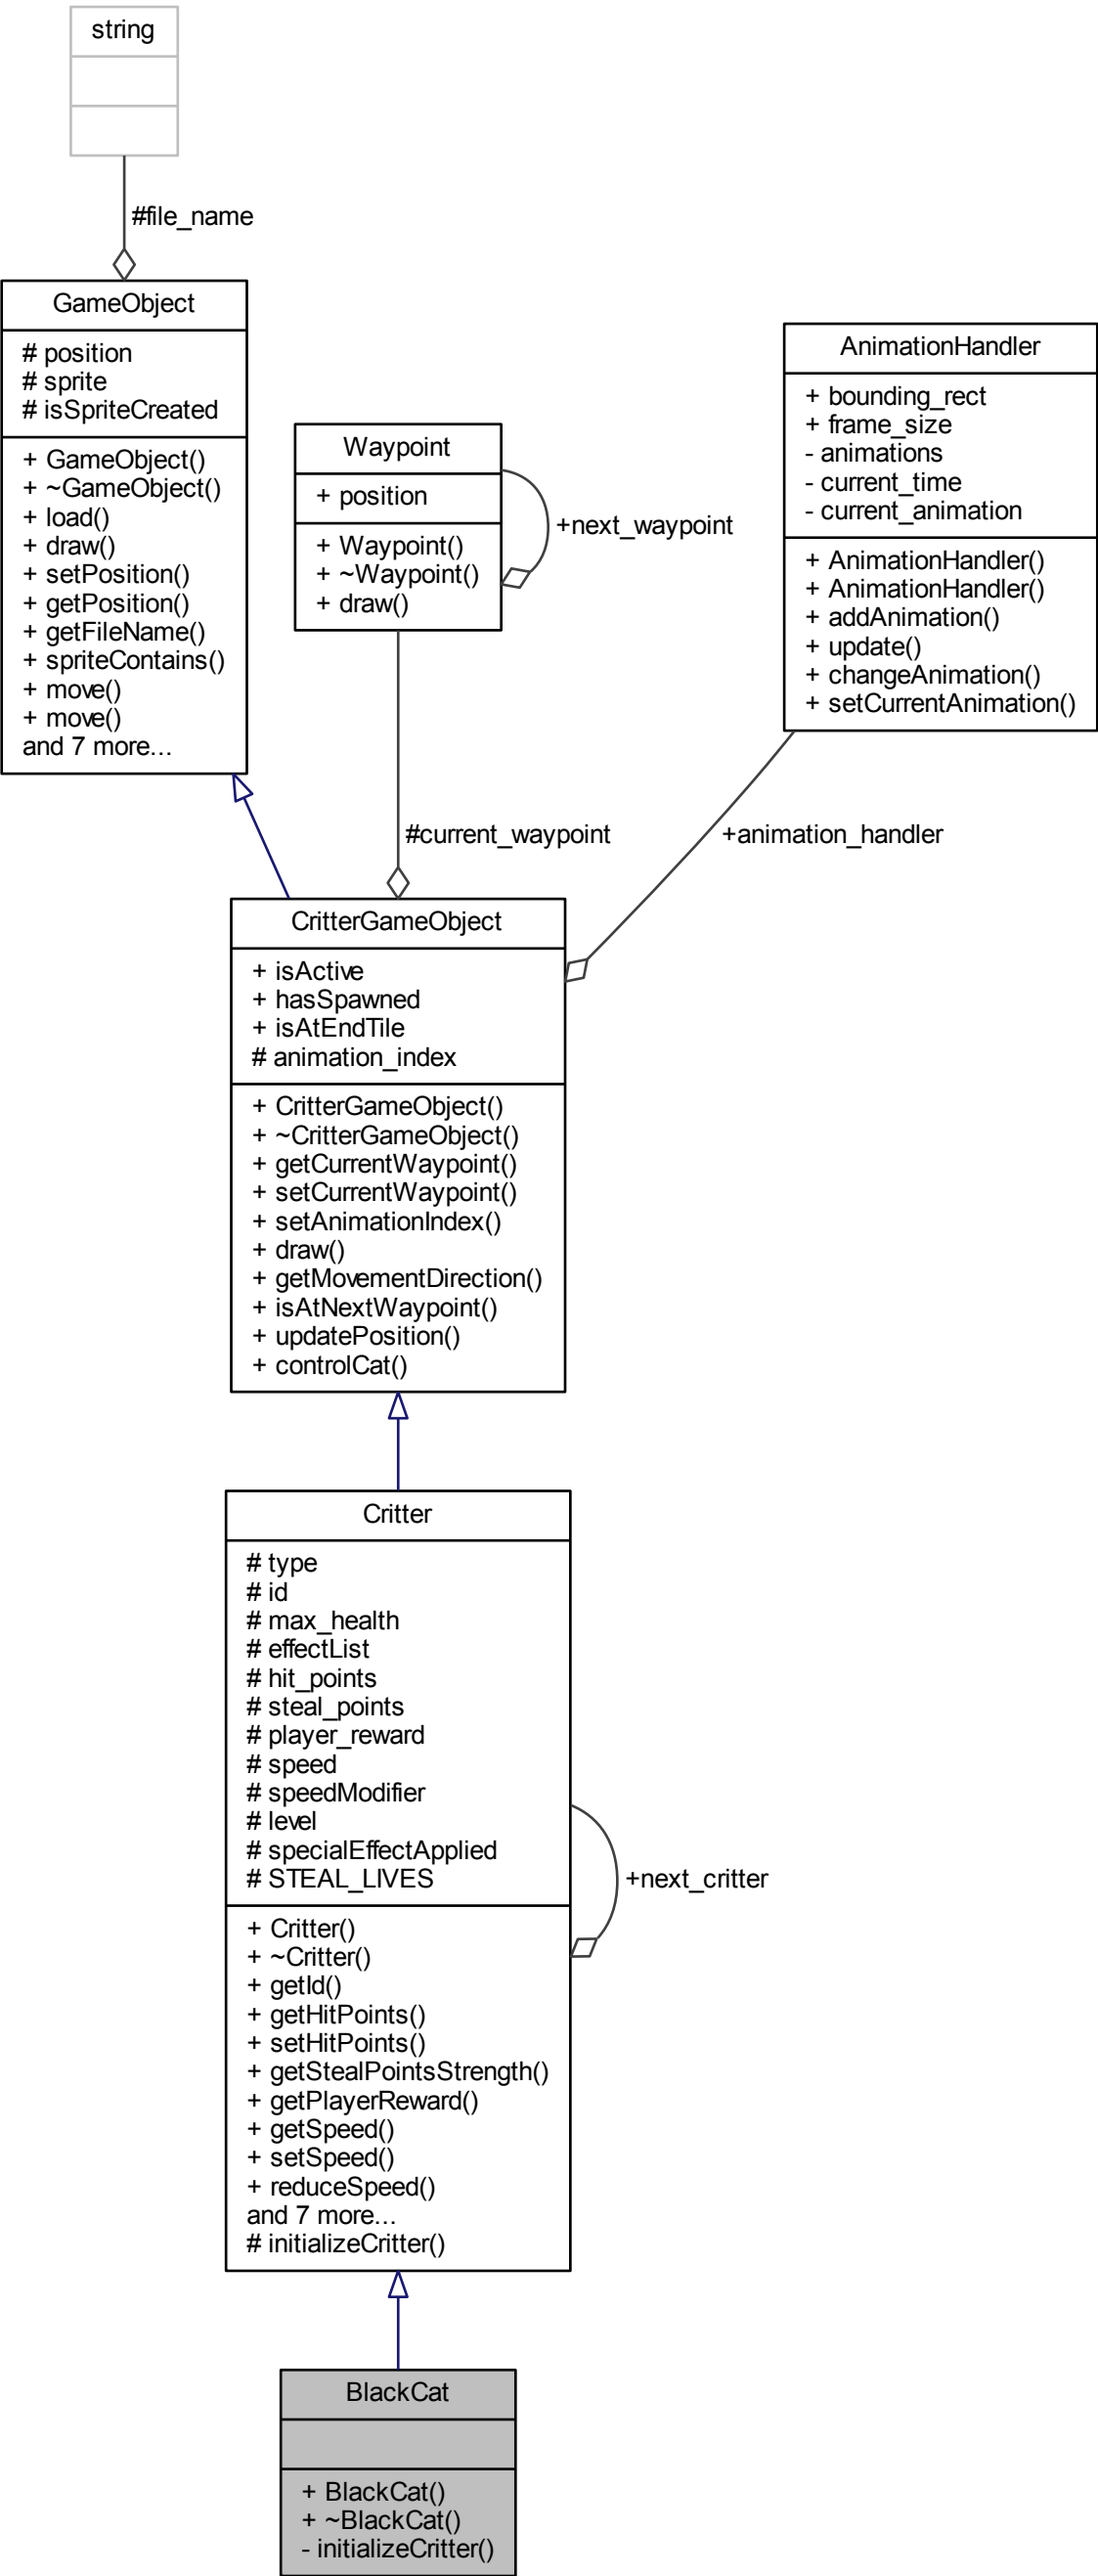 string
#file_name
GameObject
# position
# sprite
# isSpriteCreated
+ GameObject()
+ ~GameObject()
+ load()
+ draw()
+ setPosition()
+ getPosition()
+ getFileName()
+ spriteContains()
+ move()
+ move()
and 7 more...
Waypoint
+ position
+ Waypoint()
+ ~Waypoint()
+ draw()
+next_waypoint
AnimationHandler
+ bounding_rect
+ frame_size
- animations
- current_time
- current_animation
+ AnimationHandler()
+ AnimationHandler()
+ addAnimation()
+ update()
+ changeAnimation()
+ setCurrentAnimation()
#current_waypoint
+animation_handler
CritterGameObject
+ isActive
+ hasSpawned
+ isAtEndTile
# animation_index
+ CritterGameObject()
+ ~CritterGameObject()
+ getCurrentWaypoint()
+ setCurrentWaypoint()
+ setAnimationIndex()
+ draw()
+ getMovementDirection()
+ isAtNextWaypoint()
+ updatePosition()
+ controlCat()
Critter
# type
# id
# max_health
# effectList
# hit_points
# steal_points
# player_reward
# speed
# speedModifier
# level
# specialEffectApplied
# STEAL_LIVES
+ Critter()
+ ~Critter()
+ getId()
+ getHitPoints()
+ setHitPoints()
+ getStealPointsStrength()
+ getPlayerReward()
+ getSpeed()
+ setSpeed()
+ reduceSpeed()
and 7 more...
# initializeCritter()
+next_critter
BlackCat
+ BlackCat()
+ ~BlackCat()
- initializeCritter()